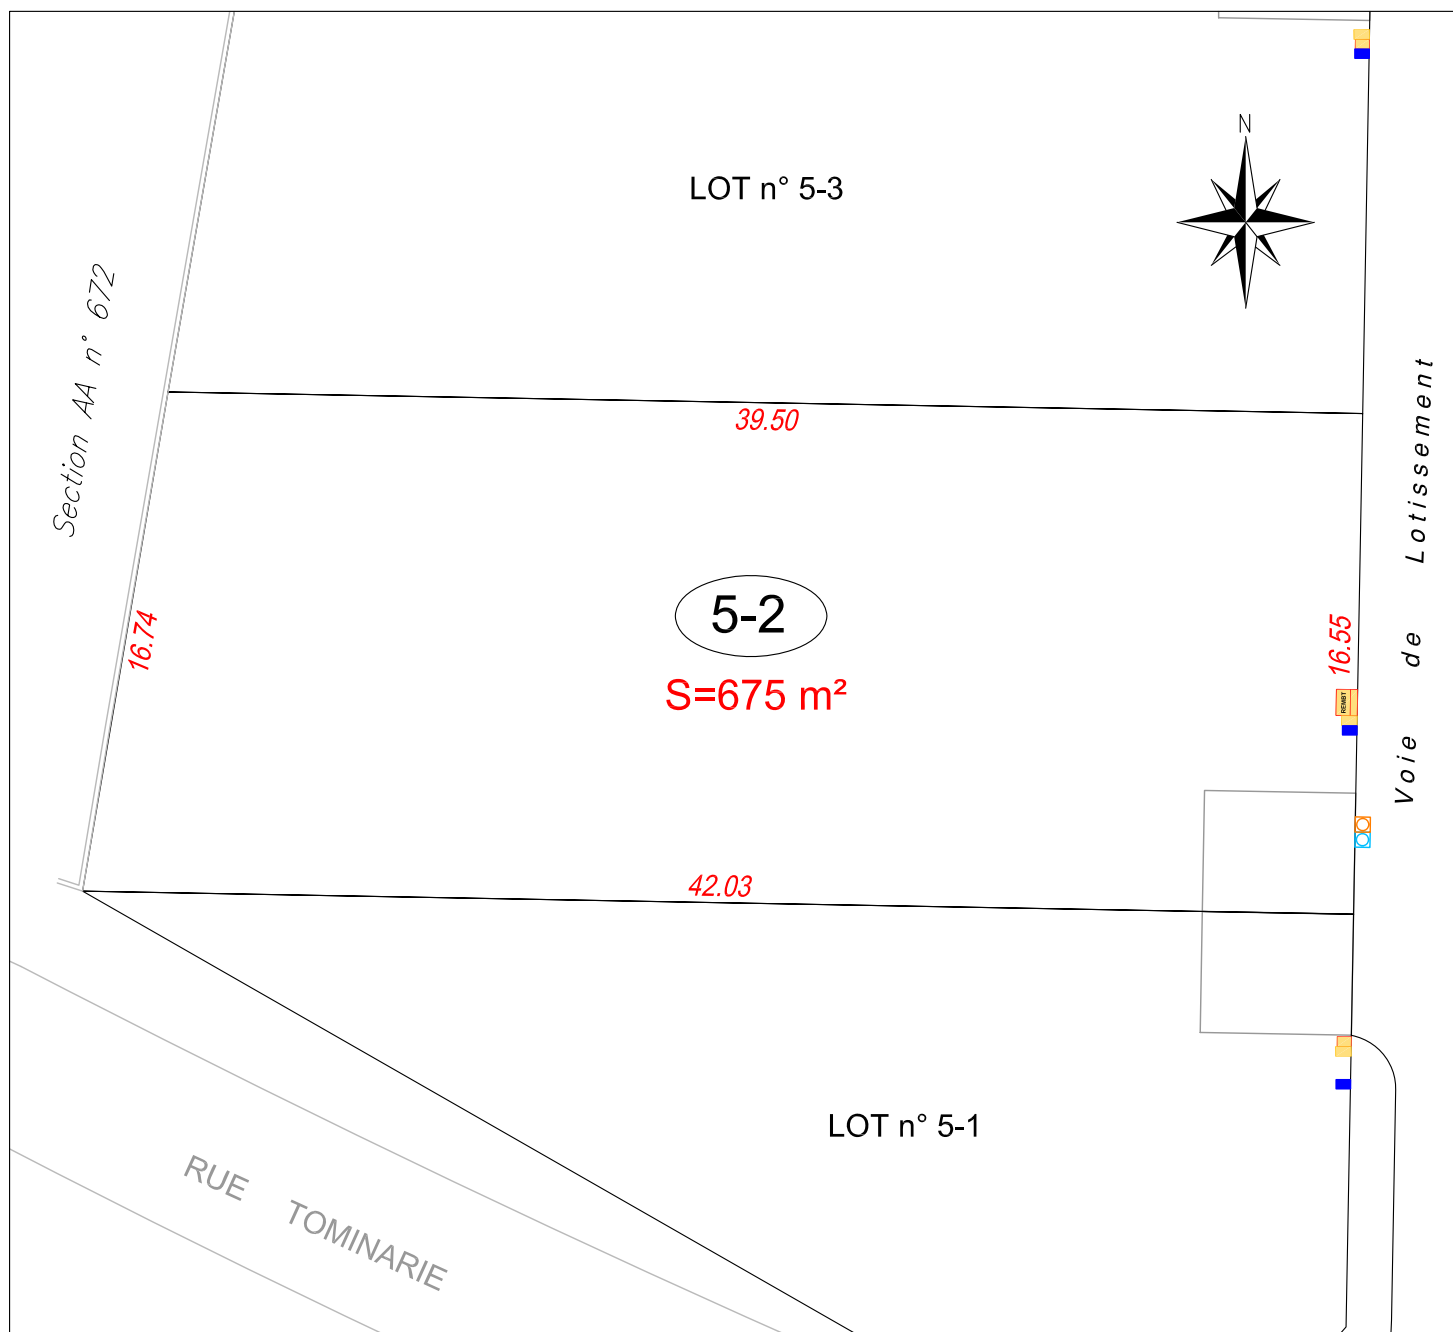 N
LOT n° 5-3
Section AA n° 672
39.50
Voie de Lotissement
16.74
5-2
S=675 m²
16.55
REMBT
42.03
LOT n° 5-1
RUE TOMINARIE